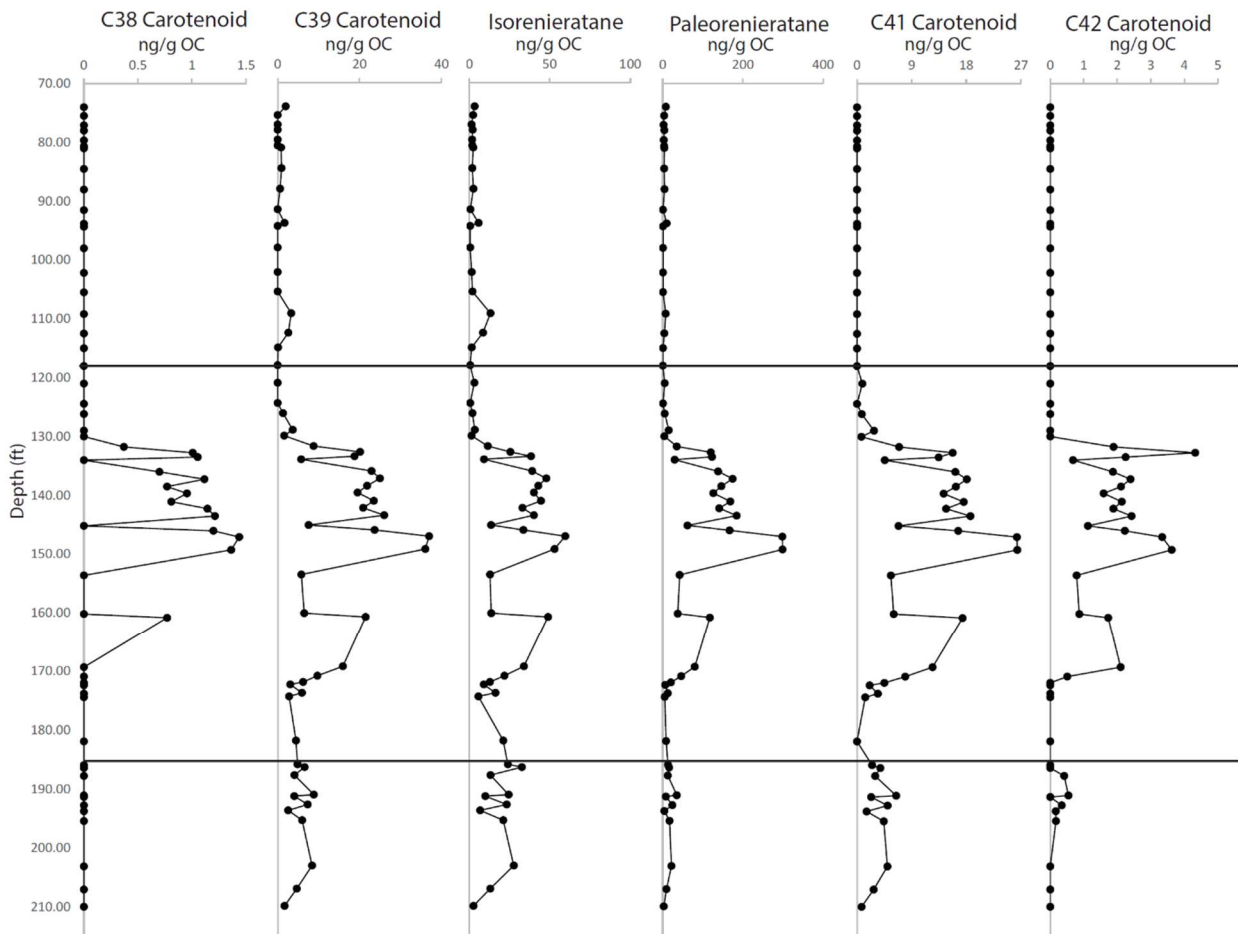 C38 Carotenoid
ng/g OC
C39 Carotenoid
ng/g OC
Isorenieratane
ng/g OC
Paleorenieratane
ng/g OC
C41 Carotenoid
ng/g OC
C42 Carotenoid
ng/g OC
0 0.5 1 1.5
0 20 40
0 50 100
0 200 400
0 9 18 27
0 1 2 3 4 5
70.00
80.00
90.00
100.00
110.00
120.00
130.00
140.00
150.00
160.00
170.00
180.00
190.00
200.00
210.00
Depth (ft)